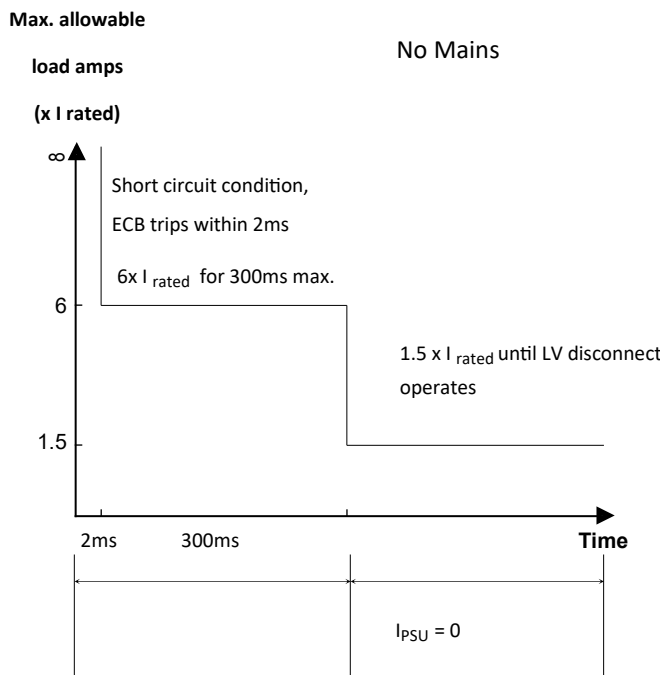 Max. allowable
load amps
(x I rated)
No Mains
∞
Short circuit condition,
ECB trips within 2ms
6x I rated for 300ms max.
6
1.5 x I rated until LV disconnect
operates
1.5
2ms
300ms
Time
IPSU = 0